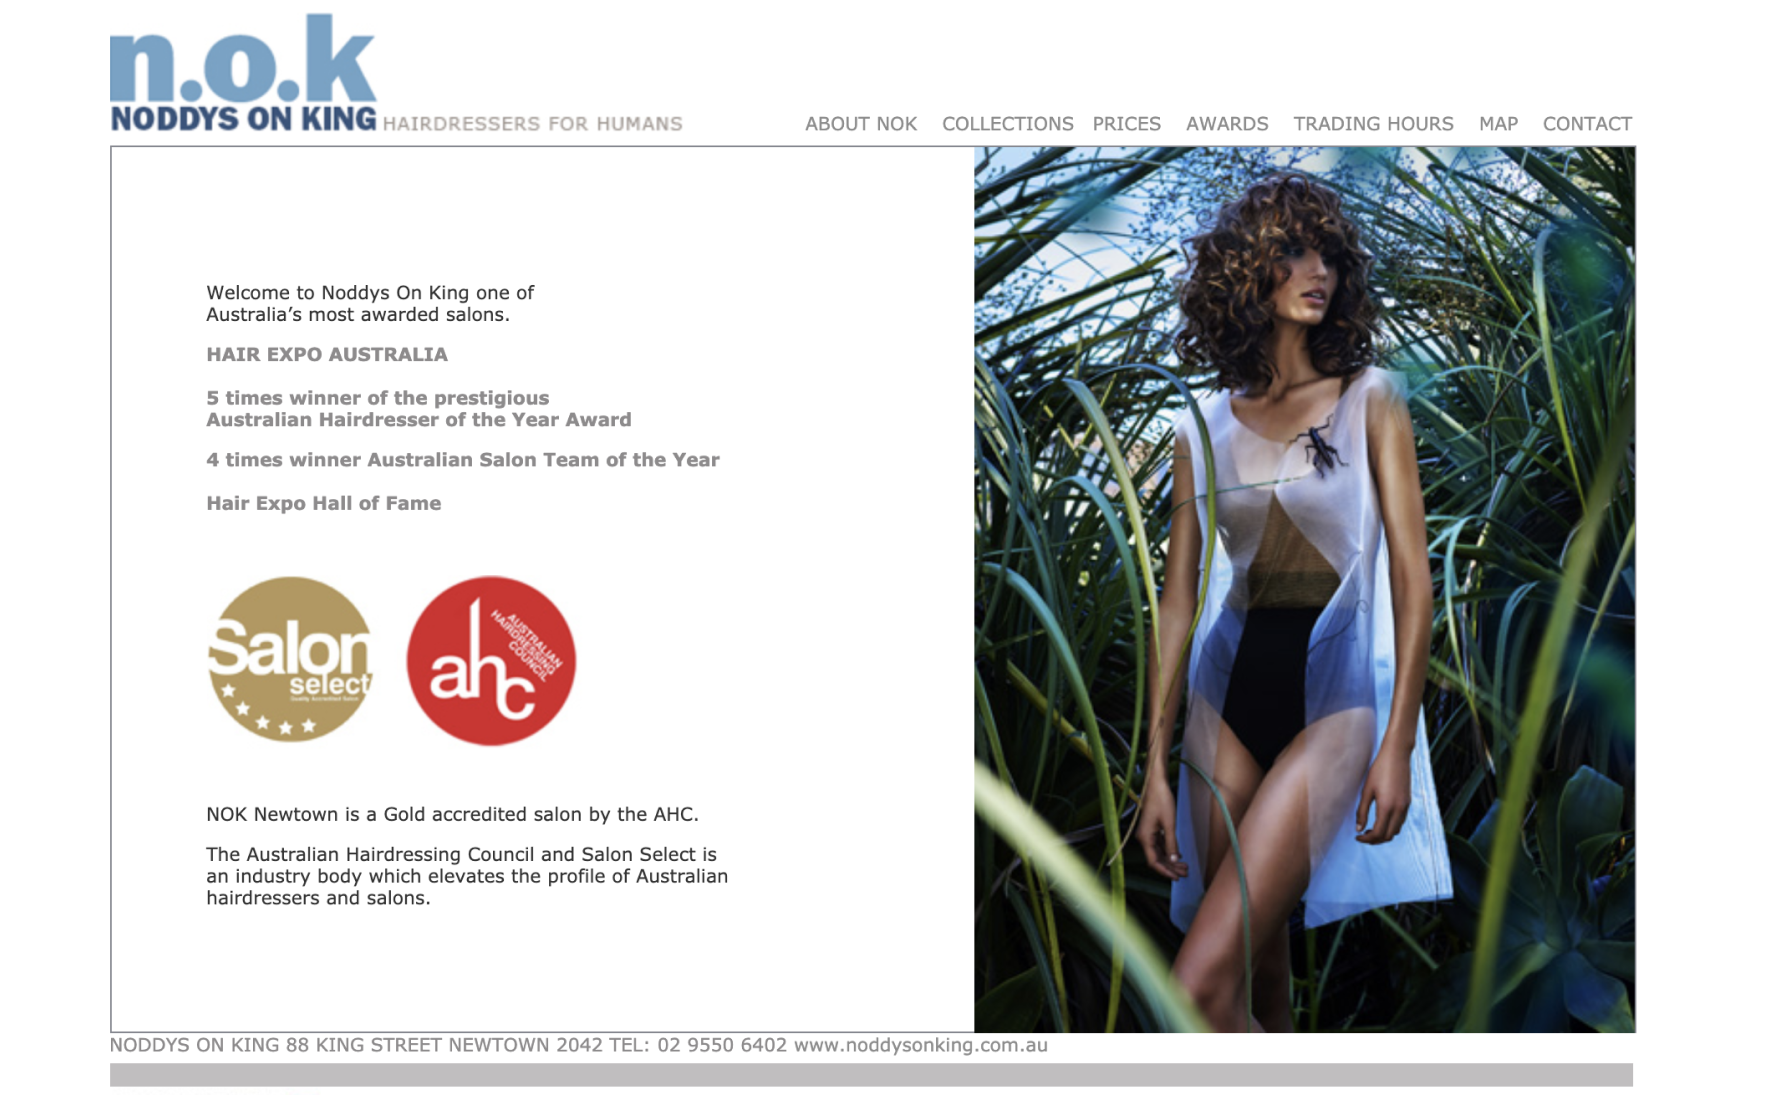 n.o.k
NODDYS ON KING HAIRDRESSERS FOR HUMANS
ABOUT NOK COLLECTIONS PRICES AWARDS TRADING HOURS MAP CONTACT
Welcome to Noddys On King one of
Australia’s most awarded salons.
HAIR EXPO AUSTRALIA
5 times winner of the prestigious
Australian Hairdresser of the Year Award
4 times winner Australian Salon Team of the Year
Hair Expo Hall of Fame
Salon
select
Quality Accredited Salon
ahc
AUSTRALIAN
HAIRDRESSING
COUNCIL
NOK Newtown is a Gold accredited salon by the AHC.
The Australian Hairdressing Council and Salon Select is
an industry body which elevates the profile of Australian
hairdressers and salons.
NODDYS ON KING 88 KING STREET NEWTOWN 2042 TEL: 02 9550 6402 www.noddysonking.com.au